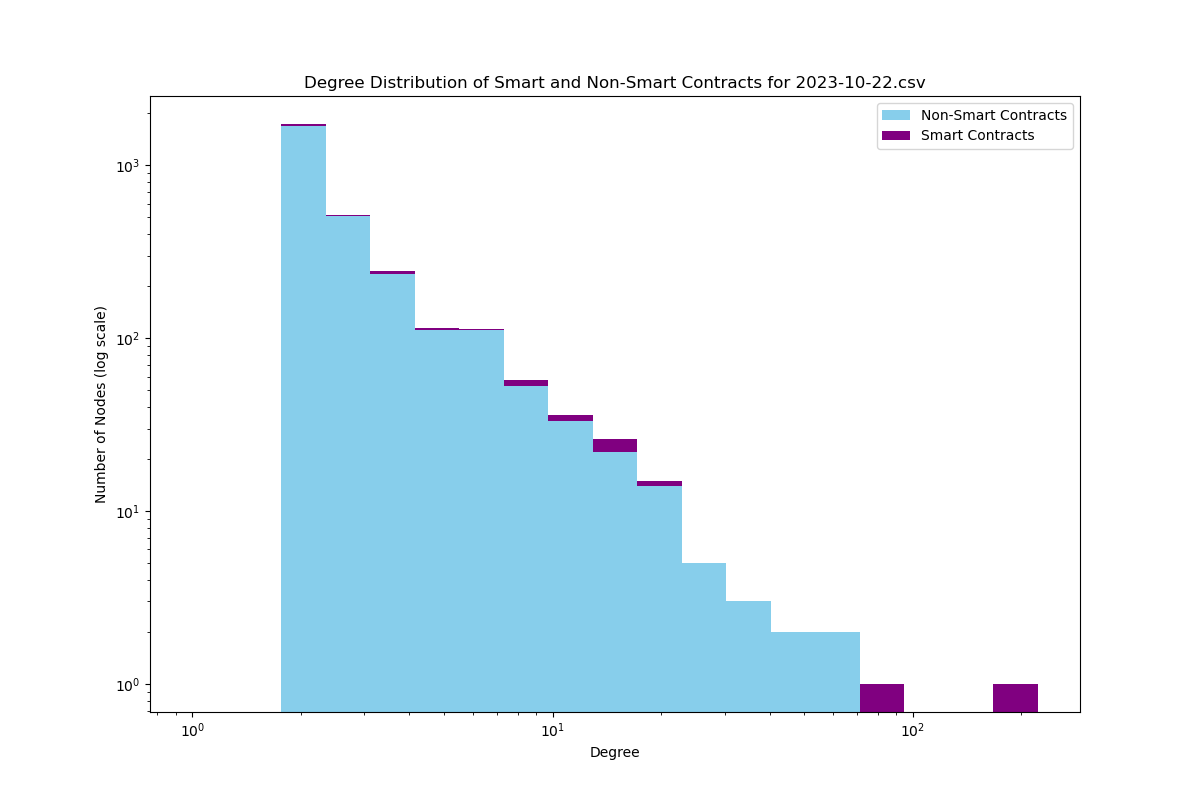 Degree Distribution of Smart and Non-Smart Contracts for 2023-10-22.csv
Non-Smart Contracts
Smart Contracts
Number of Nodes (log scale)
10³
10²
10¹
10⁰
10⁰ 10¹ 10²
Degree